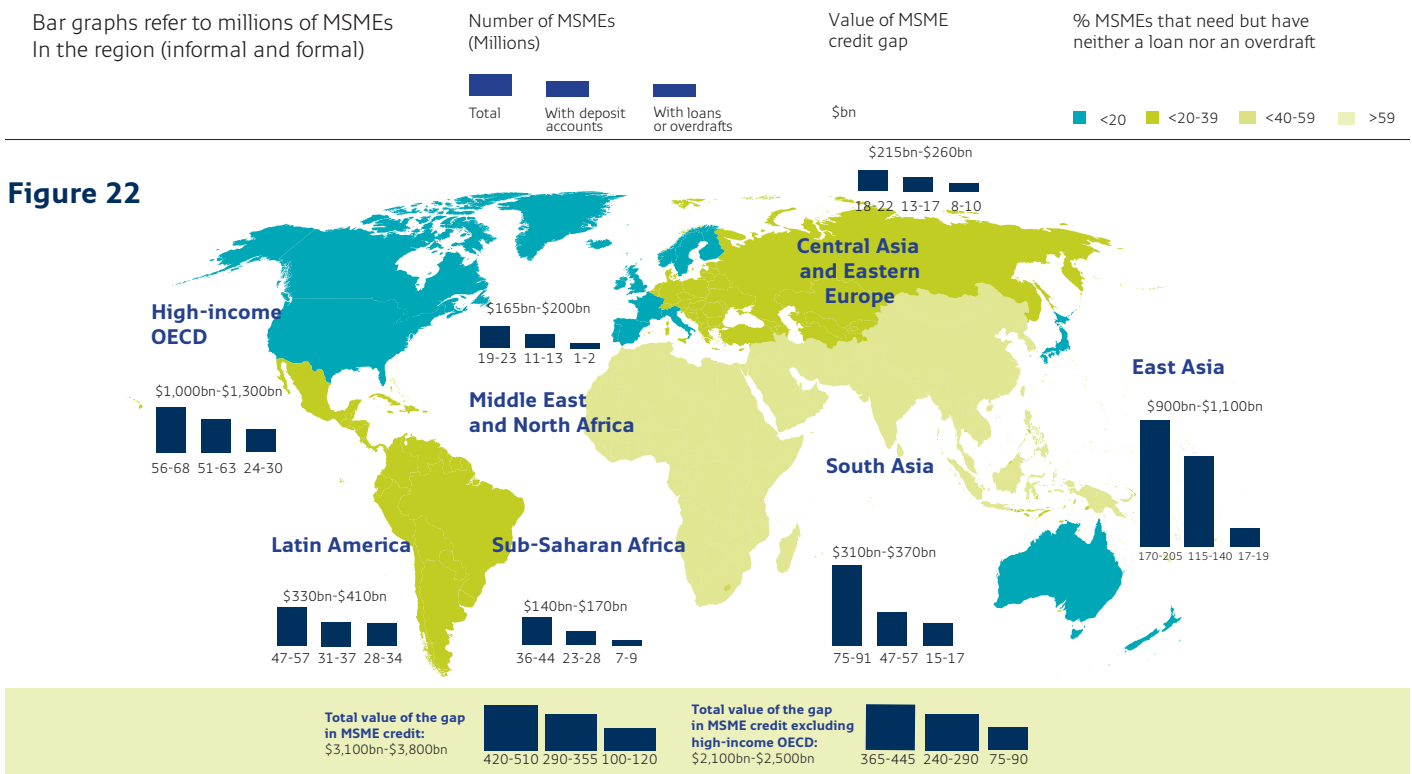 Bar graphs refer to millions of MSMEs
In the region (informal and formal)
Number of MSMEs
(Millions)
Total
With deposit
accounts
With loans
or overdrafts
Value of MSME
credit gap
$bn
% MSMEs that need but have
neither a loan nor an overdraft
<20 <20-39 <40-59 >59
Figure 22
$215bn-$260bn
18-22 13-17 8-10
Central Asia
and Eastern
Europe
High-income
OECD
$1,000bn-$1,300bn
56-68 51-63 24-30
$165bn-$200bn
19-23 11-13 1-2
Middle East
and North Africa
East Asia
$900bn-$1,100bn
170-205 115-140 17-19
South Asia
$310bn-$370bn
75-91 47-57 15-17
Latin America
$330bn-$410bn
47-57 31-37 28-34
Sub-Saharan Africa
$140bn-$170bn
36-44 23-28 7-9
Total value of the gap
in MSME credit:
$3,100bn-$3,800bn
420-510 290-355 100-120
Total value of the gap
in MSME credit excluding
high-income OECD:
$2,100bn-$2,500bn
365-445 240-290 75-90